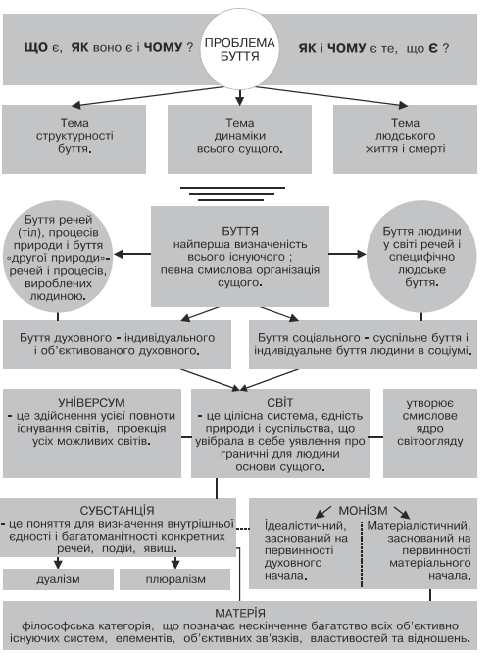 ЩО є, ЯК воно є і ЧОМУ ?
ПРОБЛЕМА
БУТТЯ
ЯК і ЧОМУ є те, що Є ?
Тема
структурності
буття.
Тема
динаміки
всього сущого.
Тема
людського
життя і смерті
Буття речей
(тіл), процесів
природи і буття
«другої природи»-
речей і процесів,
вироблених
людиною.
БУТТЯ
найперша визначеність
всього існуючого ;
певна смислова організація
сущого.
Буття людини
у світі речей і
специфічно
людське
буття.
Буття духовного - індивідуального
і об'єктивованого духовного.
Буття соціального - суспільне буття і
індивідуальне буття людини в соціумі.
УНІВЕРСУМ
- це здійснення усієї повноти
існування світів, проекція
усіх можливих світів.
СВІТ
- це цілісна система, єдність
природи і суспільства, що
увібрала в себе уявлення про
граничні для людини
основи сущого.
утворює
смислове
ядро
світоогляду
СУБСТАНЦІЯ
- це поняття для визначення внутрішньої
єдності і багатоманітності конкретних
речей, подій, явиш.
дуалізм
плюралізм
МОНІЗМ
Ідеалістичний,
заснований на
первинності
духовного
начала.
Матеріалістичний,
заснований на
первинності
матеріального
начала.
МАТЕРІЯ
філософська категорія, що позначає нескінченне багатство всіх об'єктивно
існуючих систем, елементів, об'єктивних зв'язків, властивостей та відношень.